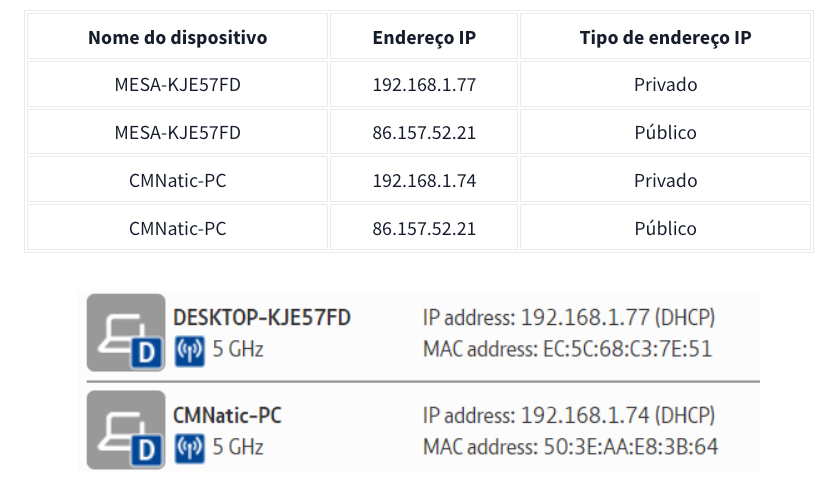 Nome do dispositivo Endereço IP Tipo de endereço IP
MESA-KJE57FD 192.168.1.77 Privado
MESA-KJE57FD 86.157.52.21 Público
CMNatic-PC 192.168.1.74 Privado
CMNatic-PC 86.157.52.21 Público
DESKTOP-KJE57FD IP address: 192.168.1.77 (DHCP)
D 5 GHz MAC address: EC:5C:68:C3:7E:51
CMNatic-PC IP address: 192.168.1.74 (DHCP)
D 5 GHz MAC address: 50:3E:AA:E8:3B:64